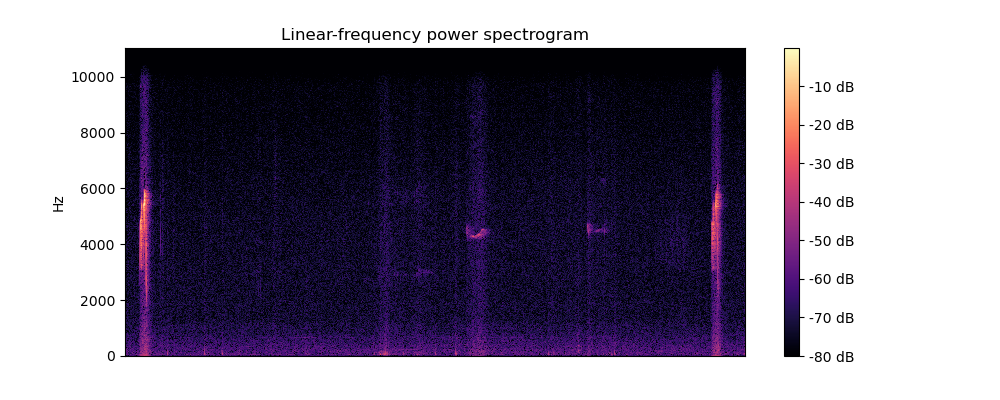 Linear-frequency power spectrogram
Hz
10000
8000
6000
4000
2000
0
-10 dB
-20 dB
-30 dB
-40 dB
-50 dB
-60 dB
-70 dB
-80 dB